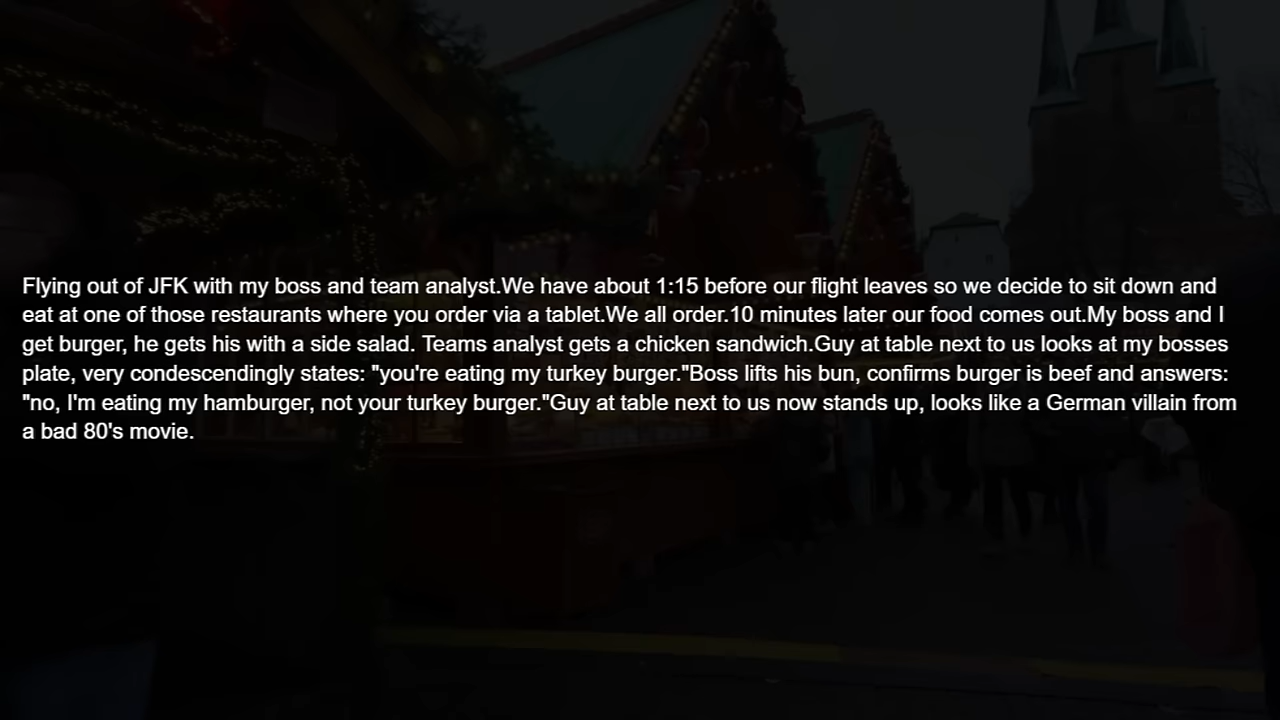 Flying out of JFK with my boss and team analyst.We have about 1:15 before our flight leaves so we decide to sit down and
eat at one of those restaurants where you order via a tablet.We all order.10 minutes later our food comes out.My boss and I
get burger, he gets his with a side salad. Teams analyst gets a chicken sandwich.Guy at table next to us looks at my bosses
plate, very condescendingly states: "you're eating my turkey burger."Boss lifts his bun, confirms burger is beef and answers:
"no, I'm eating my hamburger, not your turkey burger."Guy at table next to us now stands up, looks like a German villain from
a bad 80's movie.